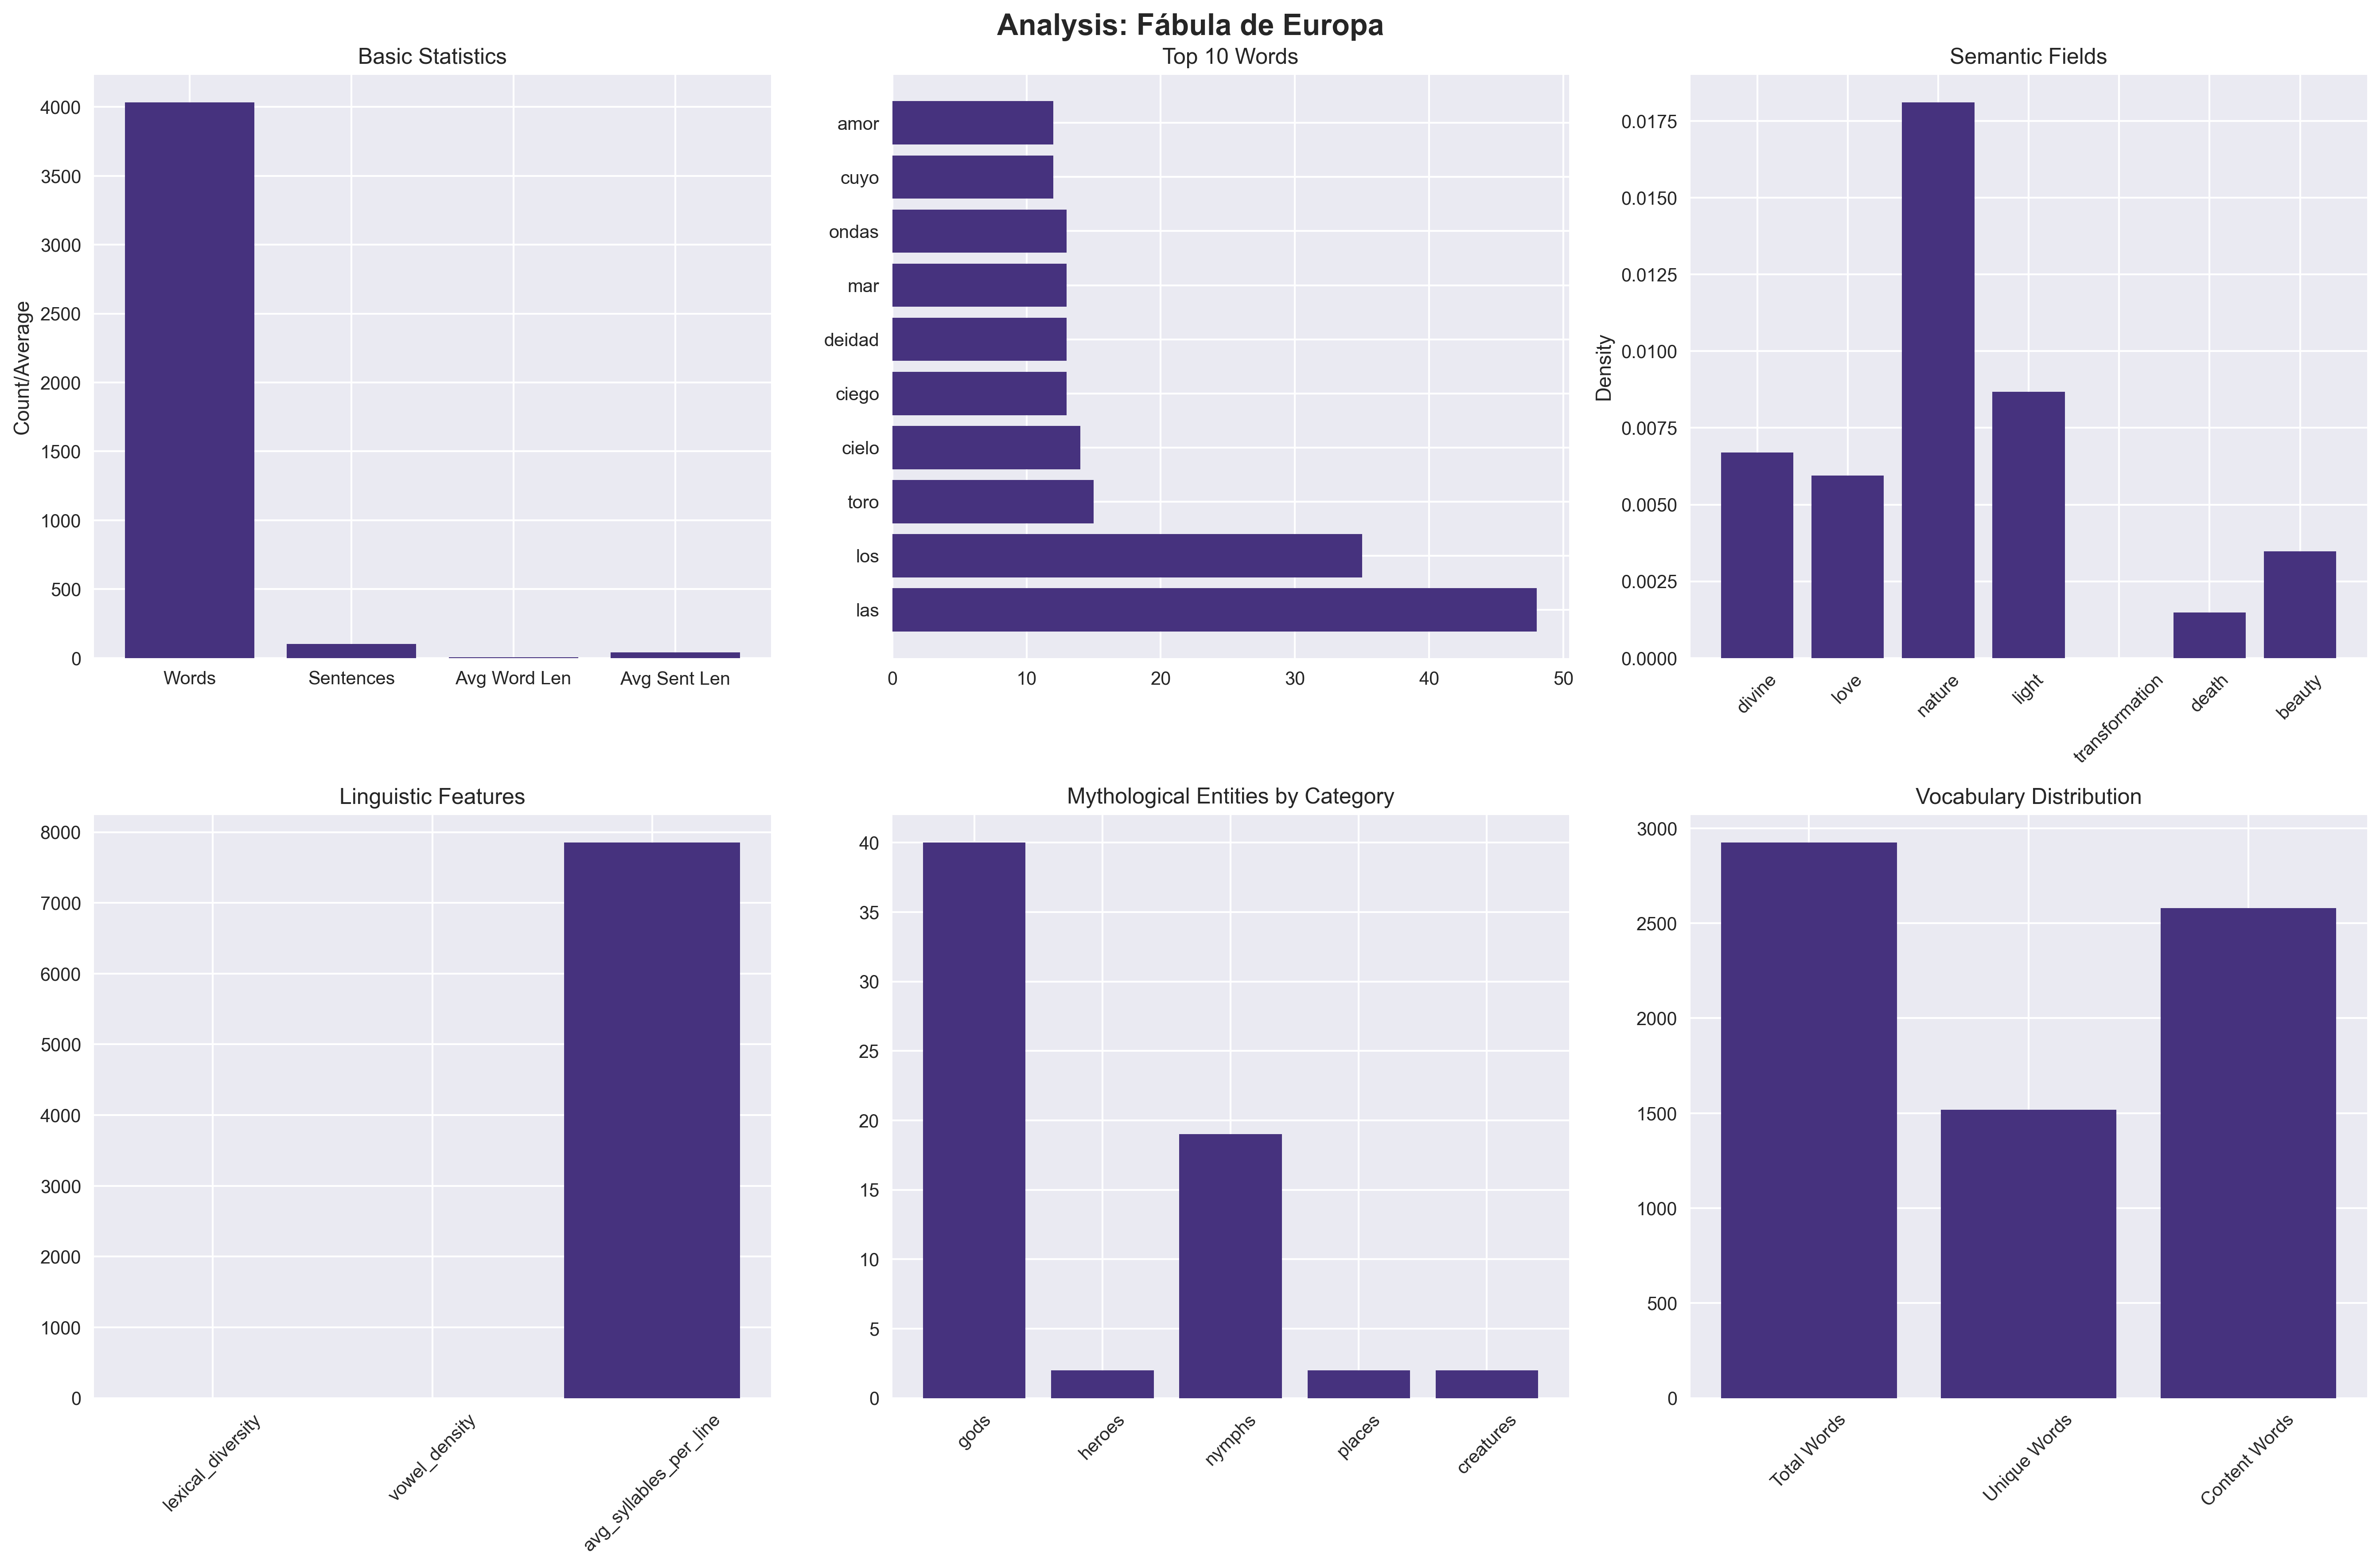 Analysis: Fábula de Europa
Basic Statistics
Count/Average
4000
3500
3000
2500
2000
1500
1000
500
0
Words
Sentences
Avg Word Len
Avg Sent Len
Top 10 Words
amor
cuyo
ondas
mar
deidad
ciego
cielo
toro
los
las
0
10
20
30
40
50
Semantic Fields
Density
0.0175
0.0150
0.0125
0.0100
0.0075
0.0050
0.0025
0.0000
divine
love
nature
light
transformation
death
beauty
Linguistic Features
8000
7000
6000
5000
4000
3000
2000
1000
0
lexical_diversity
vowel_density
avg_syllables_per_line
Mythological Entities by Category
40
35
30
25
20
15
10
5
0
gods
heroes
nymphs
places
creatures
Vocabulary Distribution
3000
2500
2000
1500
1000
500
0
Total Words
Unique Words
Content Words